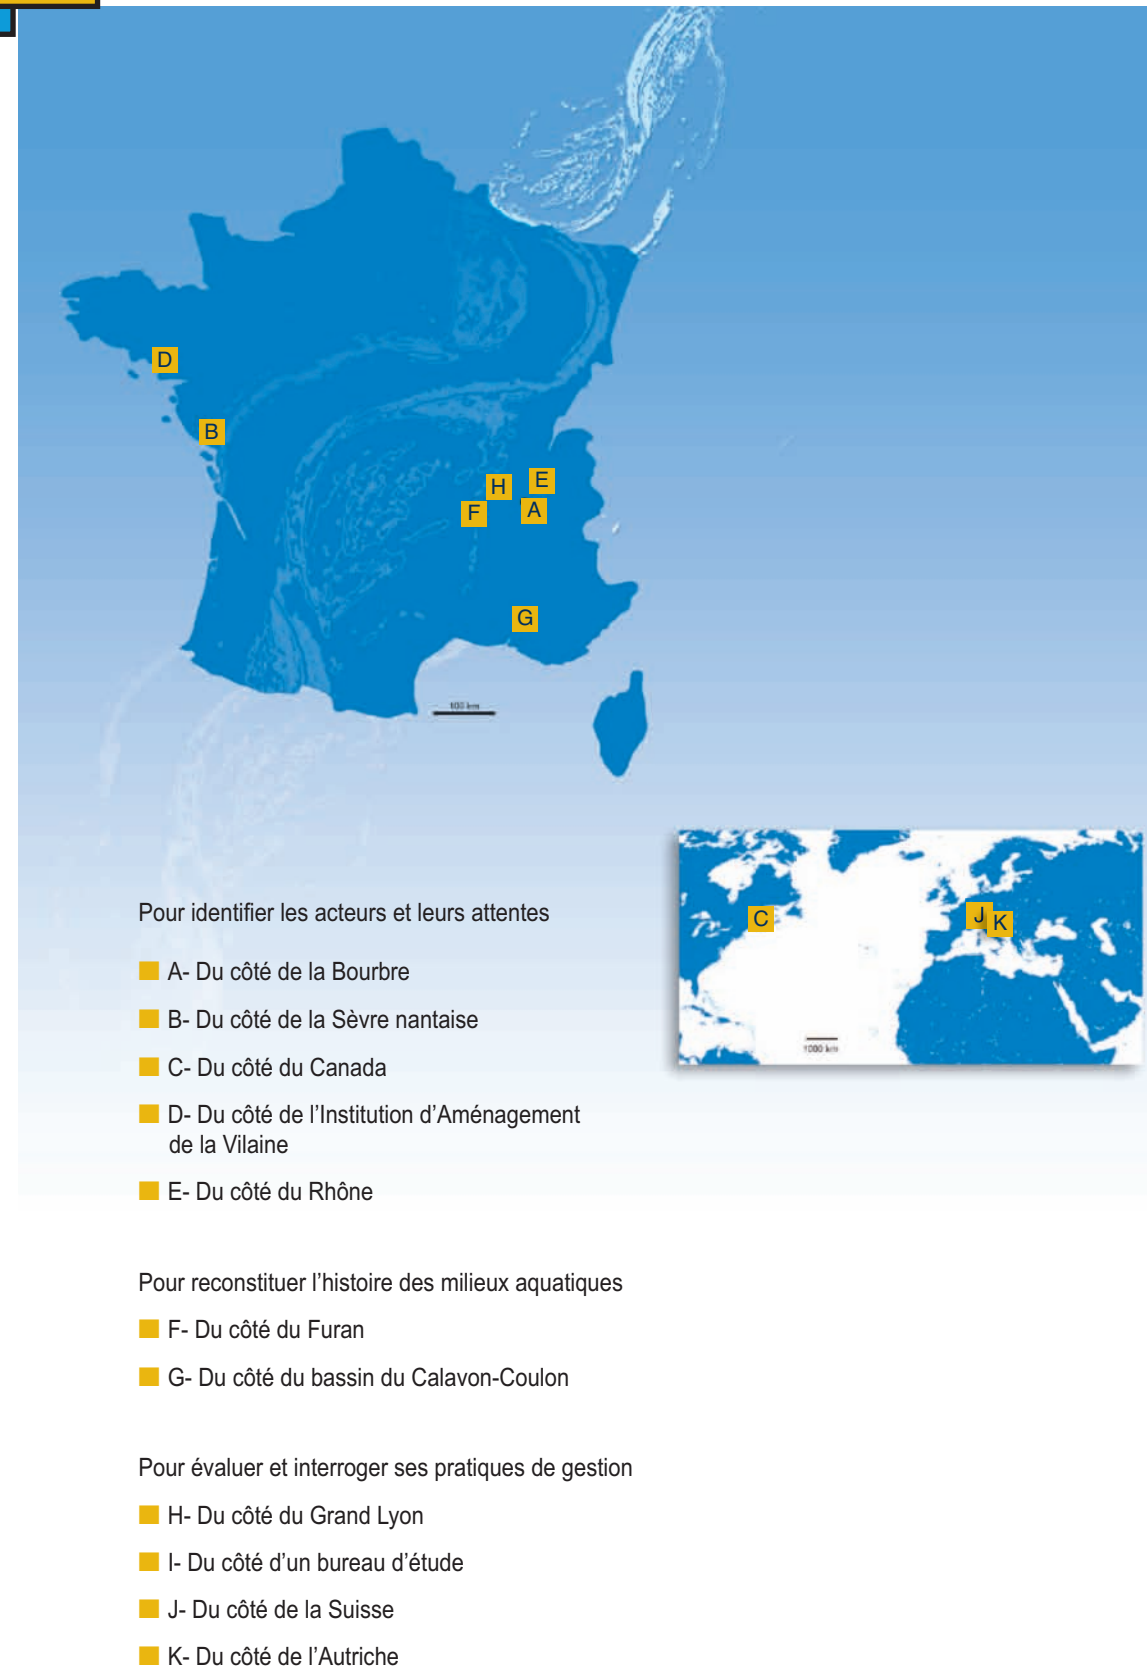 D
B
E
H
A
F
G
100 km
C
J
K
1000 km
Pour identifier les acteurs et leurs attentes
A- Du côté de la Bourbre
B- Du côté de la Sèvre nantaise
C- Du côté du Canada
D- Du côté de l’Institution d’Aménagement
de la Vilaine
E- Du côté du Rhône
Pour reconstituer l’histoire des milieux aquatiques
F- Du côté du Furan
G- Du côté du bassin du Calavon-Coulon
Pour évaluer et interroger ses pratiques de gestion
H- Du côté du Grand Lyon
I- Du côté d’un bureau d’étude
J- Du côté de la Suisse
K- Du côté de l’Autriche